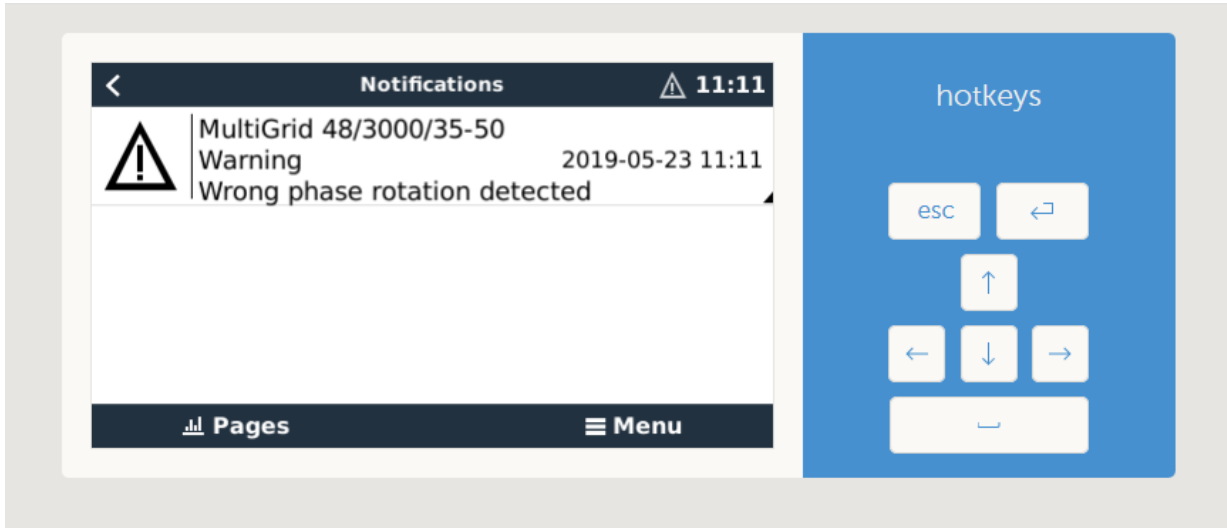 Notifications
11:11
MultiGrid 48/3000/35-50
Warning
2019-05-23 11:11
Wrong phase rotation detected
Pages
Menu
hotkeys
esc